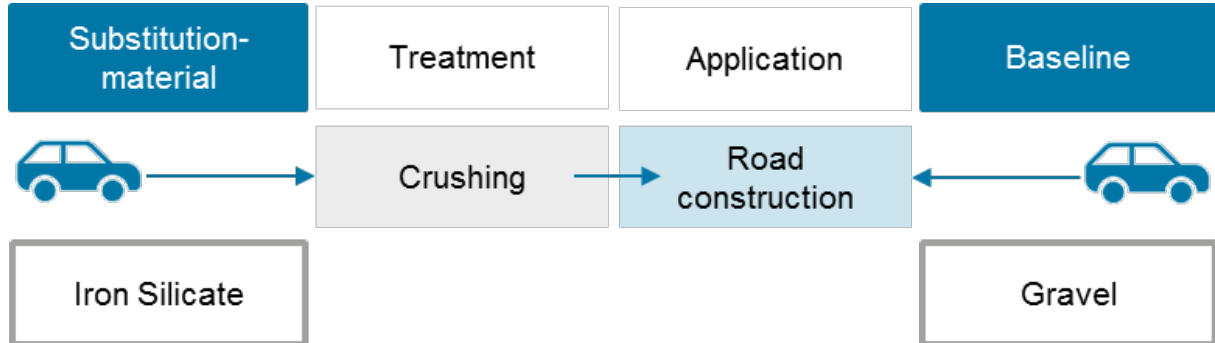 Substitution-
material
Treatment
Application
Baseline
Crushing
Road
construction
Iron Silicate
Gravel